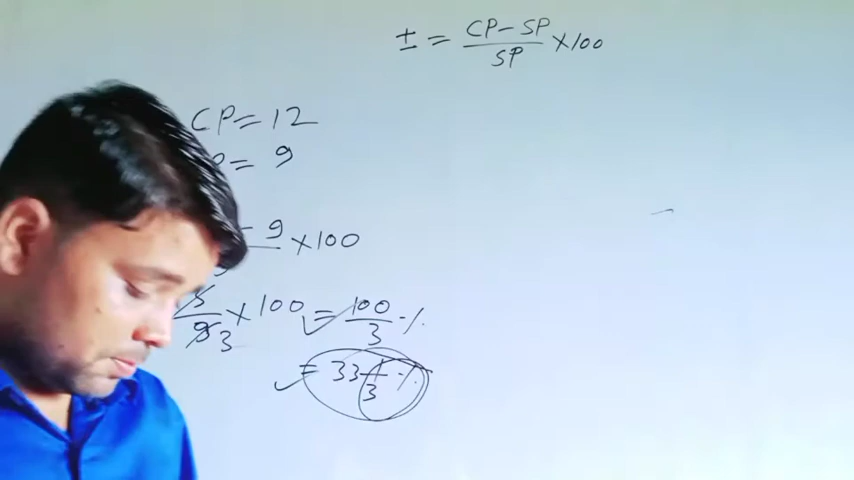 ± = CP-SP/SP ×100
CP = 12
P = 9
- 9 ×100
3/9 3 ×100 = 100/3 %
= 33 1/3 %